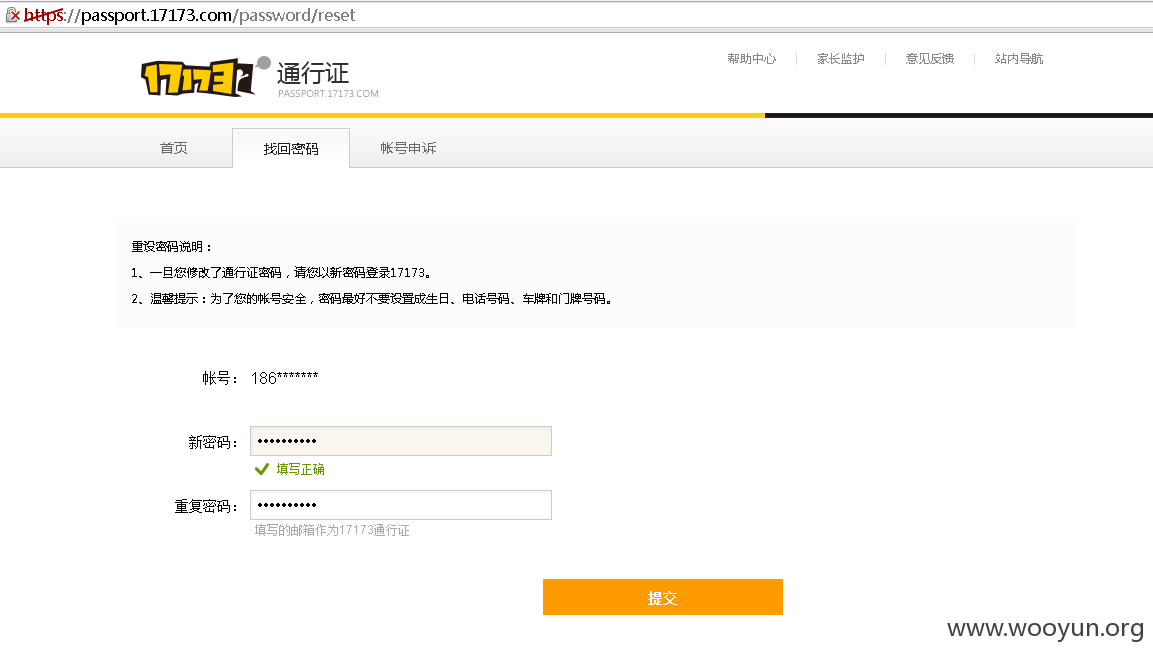 https://passport.17173.com/password/reset
17173 通行证
PASSPORT.17173.COM
帮助中心 家长监护 意见反馈 站内导航
首页 找回密码 帐号申诉
重设密码说明：
1、一旦您修改了通行证密码，请您以新密码登录17173。
2、温馨提示：为了您的帐号安全，密码最好不要设置成生日、电话号码、车牌和门牌号码。
帐号： 186*******
新密码： ••••••••••
填写正确
重复密码： ••••••••••
填写的邮箱作为17173通行证
提交
www.wooyun.org